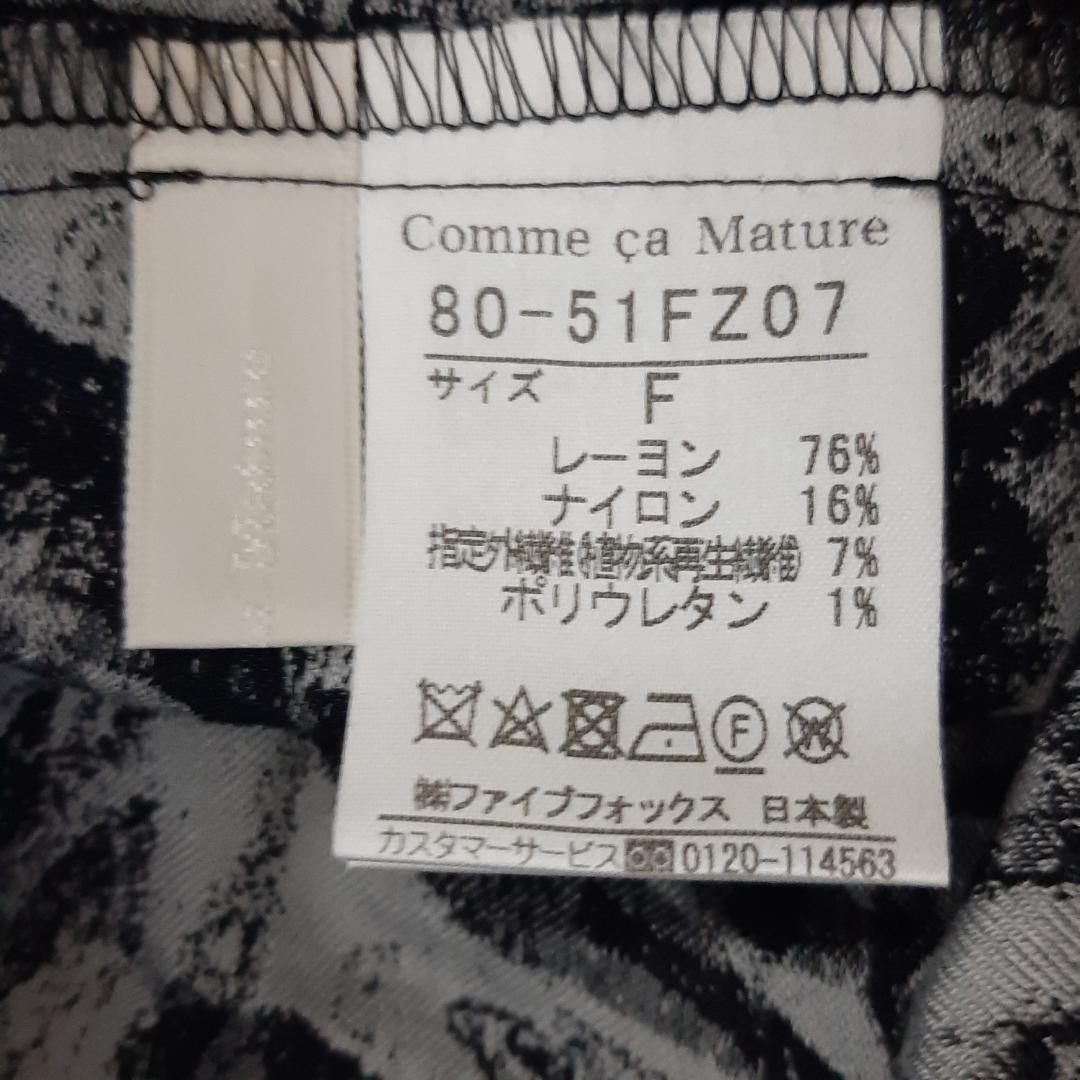 Comme ça Mature
80-51FZ07
サイズ F
レーヨン 76%
ナイロン 16%
指定外繊維(植物系再生繊維) 7%
ポリウレタン 1%
F
W
㈱ファイブフォックス 日本製
カスタマーサービス 0120-114563